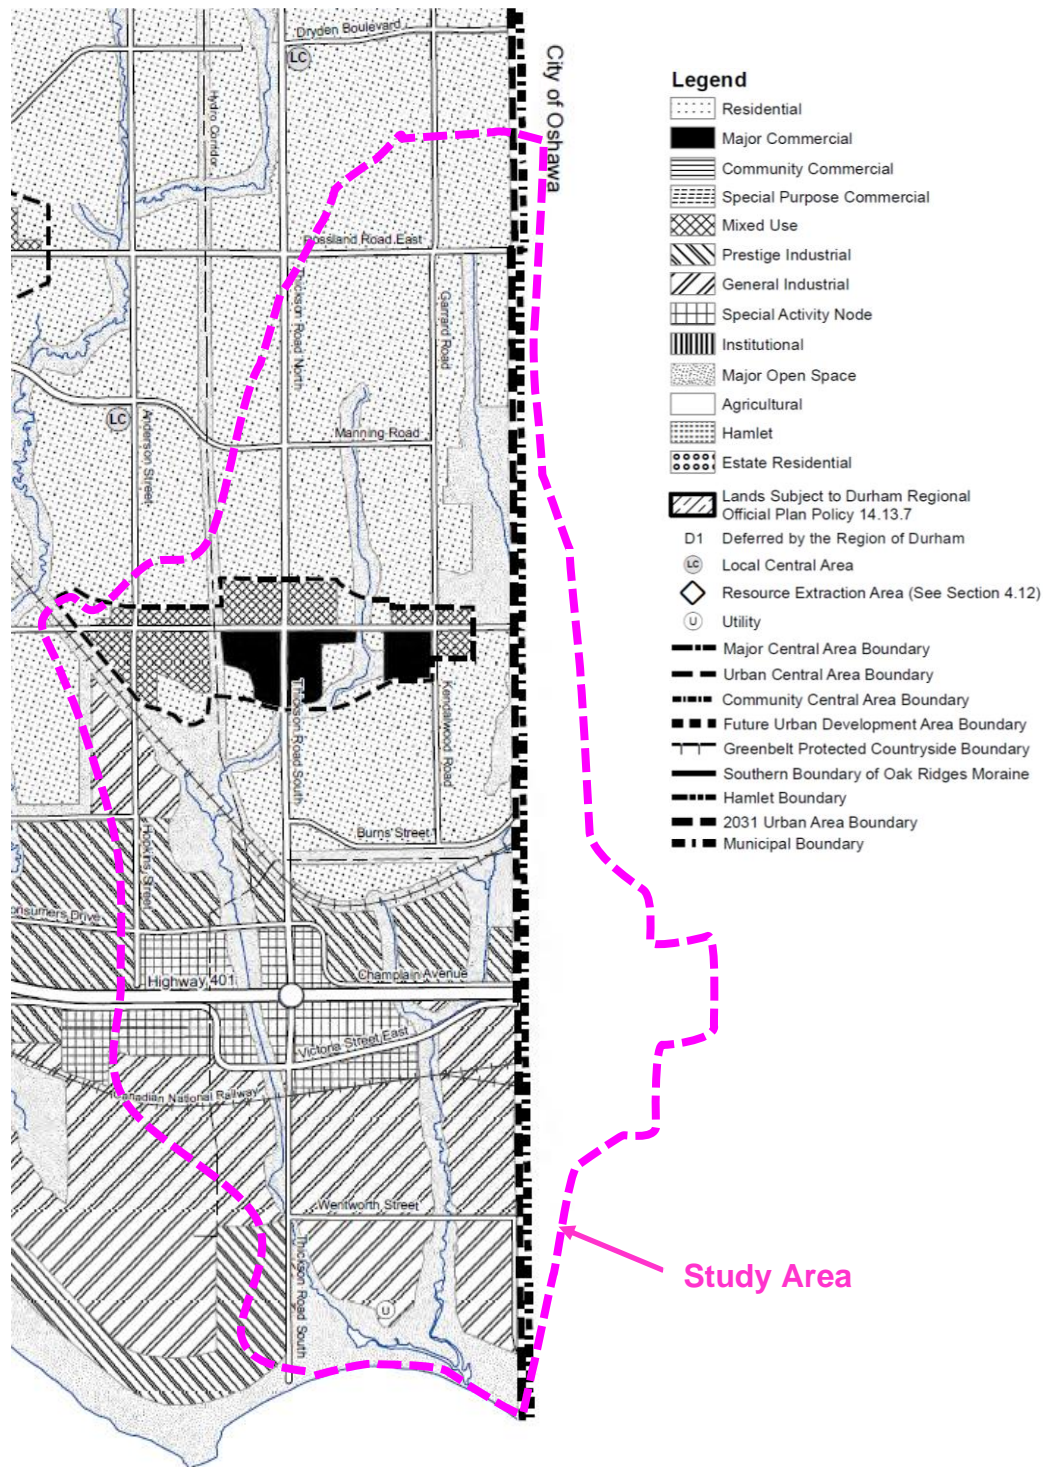 Dryden Boulevard
LC
City of Oshawa
Hydro Corridor
Rossland Road East
Thickson Road North
Garrard Road
Manning Road
LC
Anderson Street
Thickson Road South
Kendalwood Road
Burns Street
Hopkins Street
Consumers Drive
Champlain Avenue
Highway 401
Victoria Street East
Canadian National Railway
Wentworth Street
Thickson Road South
U
Study Area
Legend
Residential
Major Commercial
Community Commercial
Special Purpose Commercial
Mixed Use
Prestige Industrial
General Industrial
Special Activity Node
Institutional
Major Open Space
Agricultural
Hamlet
Estate Residential
Lands Subject to Durham Regional
Official Plan Policy 14.13.7
D1 Deferred by the Region of Durham
LC Local Central Area
Resource Extraction Area (See Section 4.12)
U Utility
Major Central Area Boundary
Urban Central Area Boundary
Community Central Area Boundary
Future Urban Development Area Boundary
Greenbelt Protected Countryside Boundary
Southern Boundary of Oak Ridges Moraine
Hamlet Boundary
2031 Urban Area Boundary
Municipal Boundary